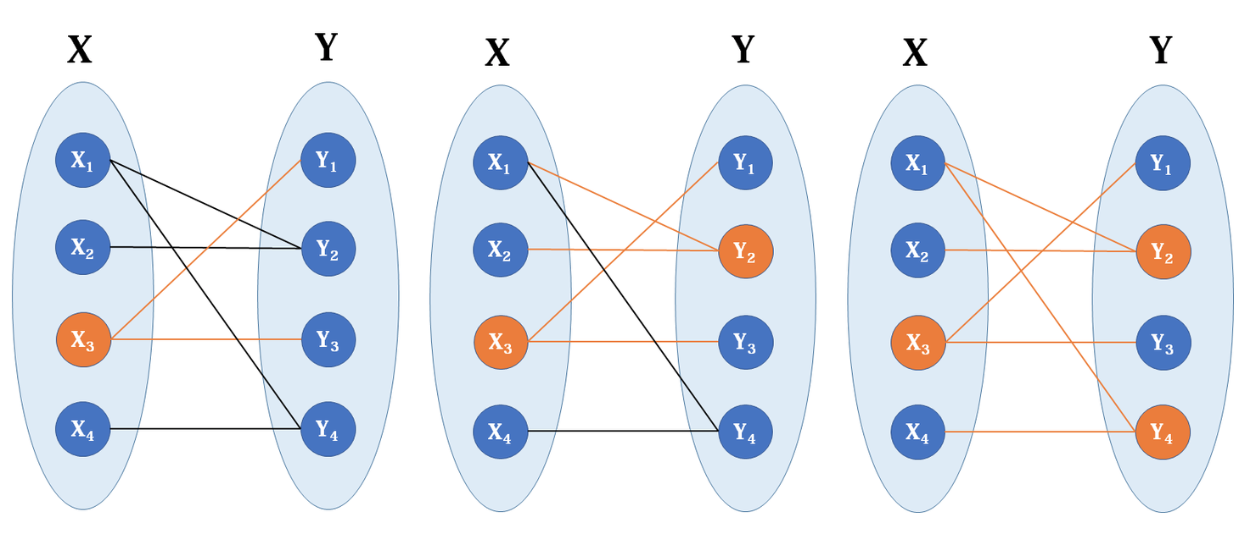 X Y X Y X Y
X₁ Y₁ X₁ Y₁ X₁ Y₁
X₂ Y₂ X₂ Y₂ X₂ Y₂
X₃ Y₃ X₃ Y₃ X₃ Y₃
X₄ Y₄ X₄ Y₄ X₄ Y₄